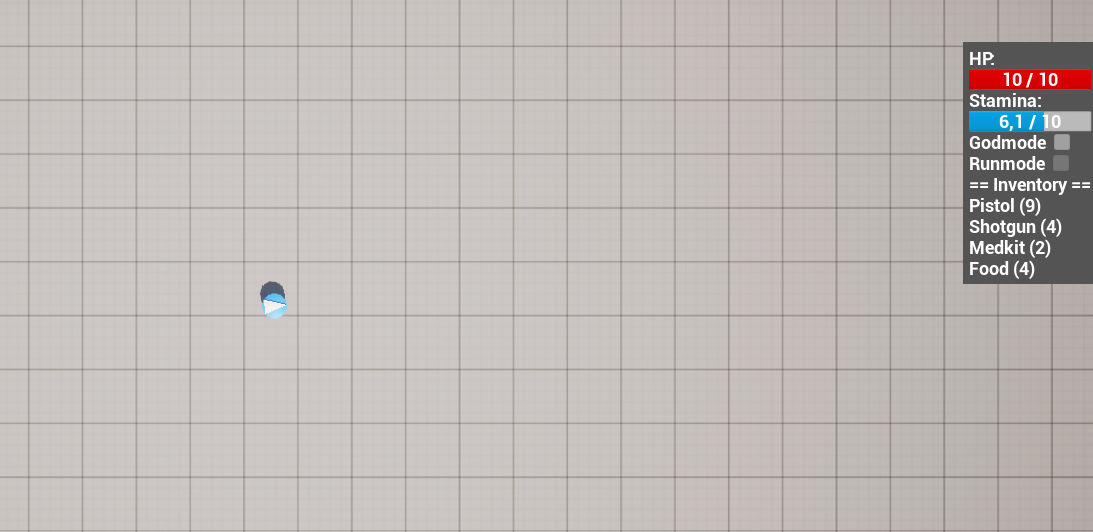 HP:
10 / 10
Stamina:
6,1 / 10
Godmode
Runmode
== Inventory ==
Pistol (9)
Shotgun (4)
Medkit (2)
Food (4)